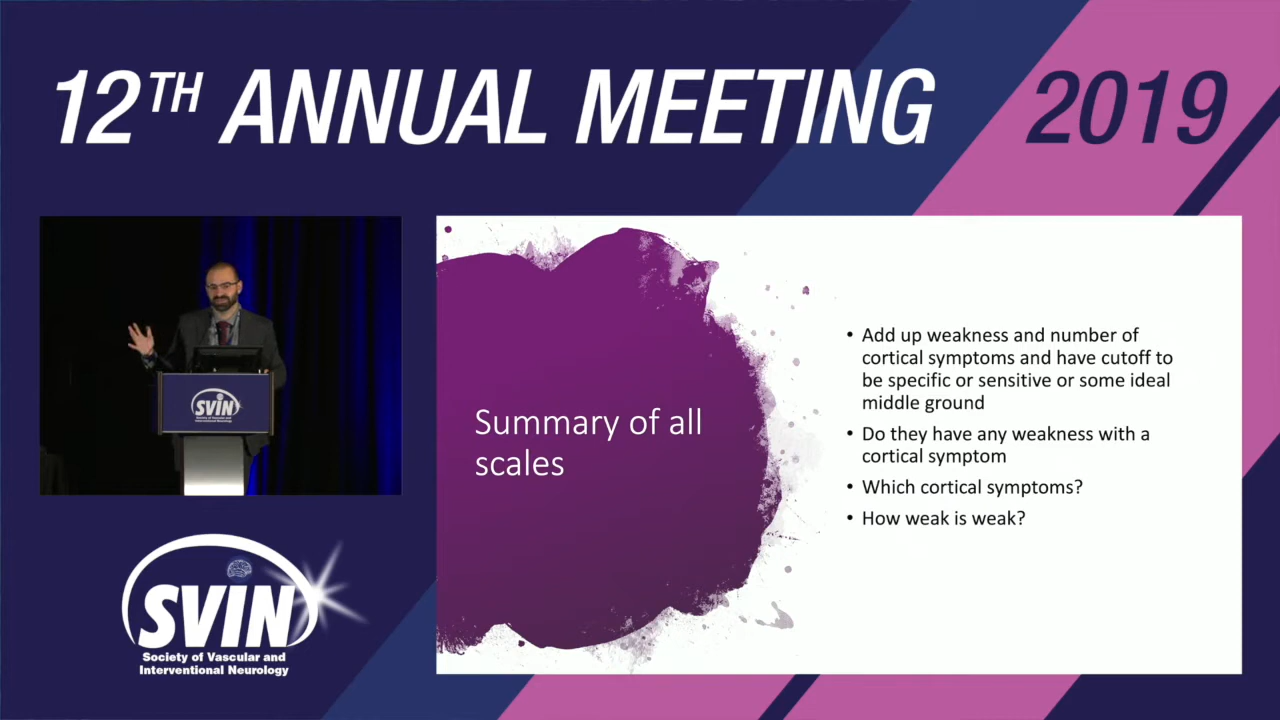 12TH ANNUAL MEETING 2019
SVIN
SVIN
Society of Vascular and
Interventional Neurology
Summary of all
scales
• Add up weakness and number of
cortical symptoms and have cutoff to
be specific or sensitive or some ideal
middle ground
• Do they have any weakness with a
cortical symptom
• Which cortical symptoms?
• How weak is weak?